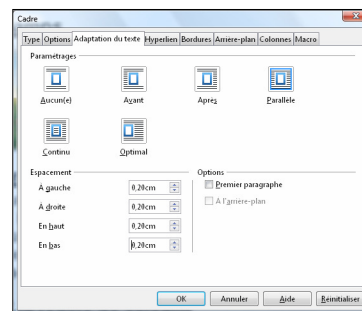 Cadre
Type Options Adaptation du texte Hyperlien Bordures Arrière-plan Colonnes Macro
Paramétrages
Aucun(e) Avant Après Parallèle
Continu Optimal
Espacement Options
À gauche 0,20cm Premier paragraphe
À droite 0,20cm À l'arrière-plan
En haut 0,20cm
En bas 0,20cm
OK Annuler Aide Réinitialiser